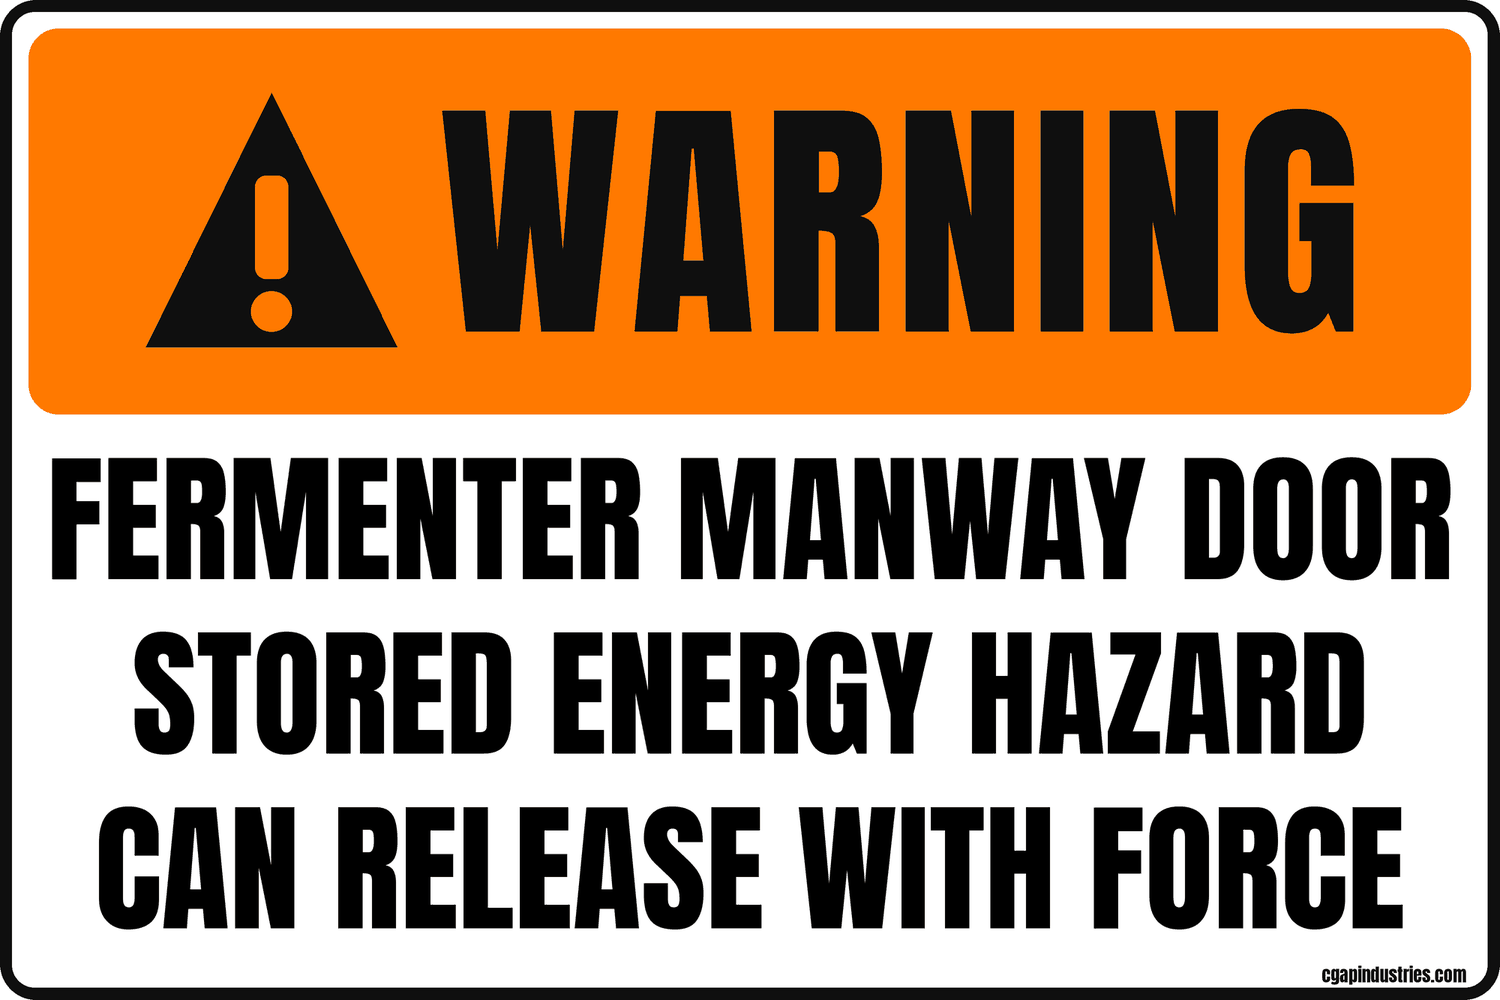 WARNING
FERMENTER MANWAY DOOR
STORED ENERGY HAZARD
CAN RELEASE WITH FORCE
cgapindustries.com